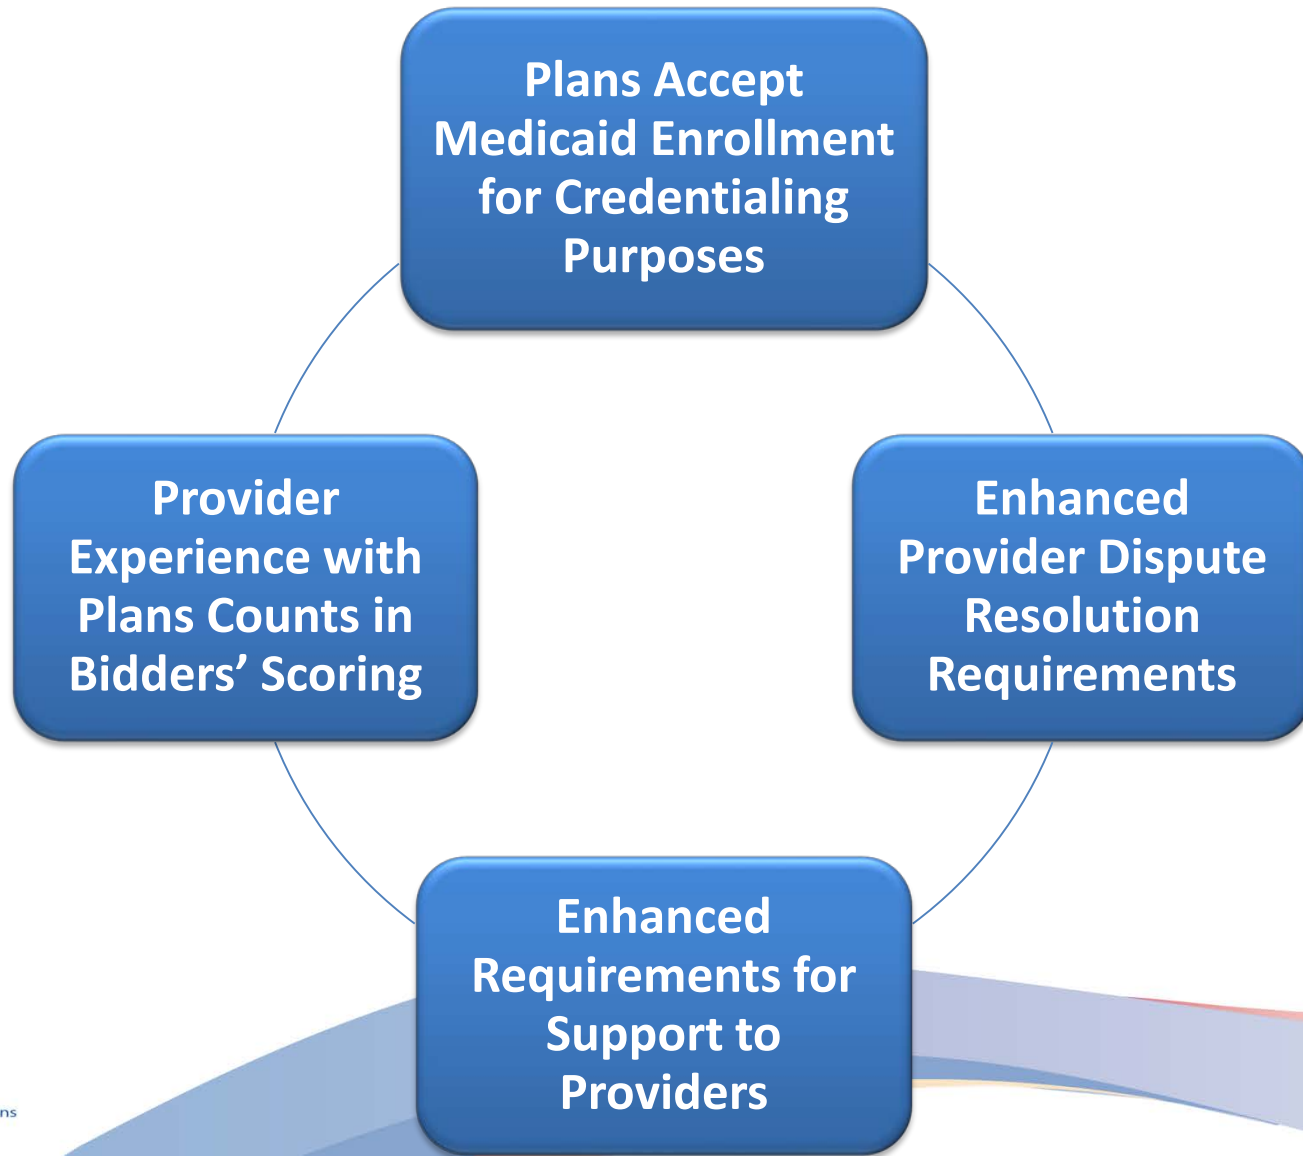 Plans Accept
Medicaid Enrollment
for Credentialing
Purposes
Provider
Experience with
Plans Counts in
Bidders’ Scoring
Enhanced
Provider Dispute
Resolution
Requirements
Enhanced
Requirements for
Support to
Providers